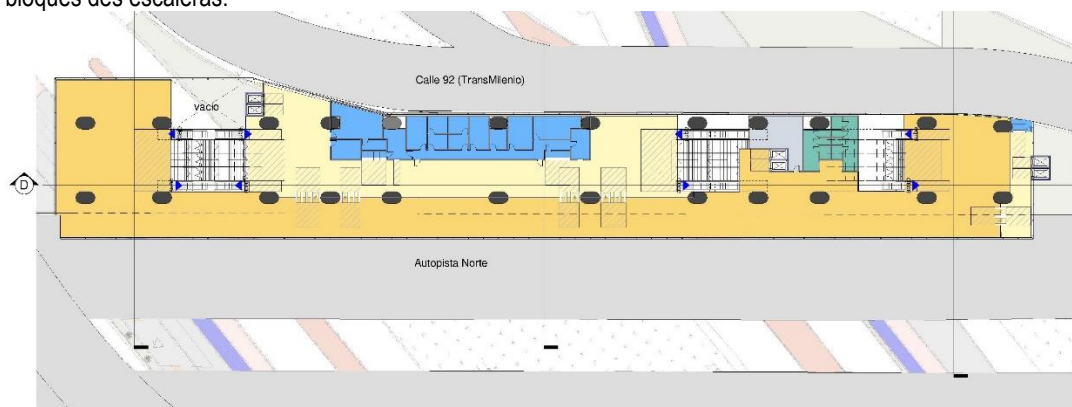 bloques des escaleras.
Calle 92 (TransMilenio)
vacio
D
Autopista Norte